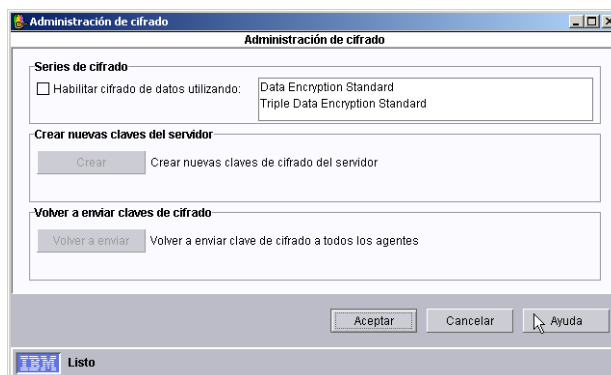 Administración de cifrado
Administración de cifrado
Series de cifrado
Habilitar cifrado de datos utilizando:
Data Encryption Standard
Triple Data Encryption Standard
Crear nuevas claves del servidor
Crear
Crear nuevas claves de cifrado del servidor
Volver a enviar claves de cifrado
Volver a enviar
Volver a enviar clave de cifrado a todos los agentes
Aceptar
Cancelar
Ayuda
IBM
Listo